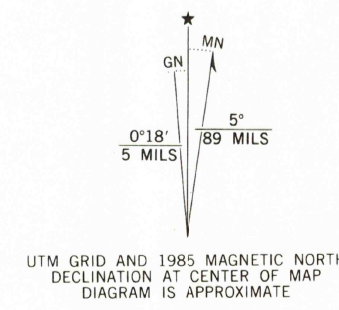 MN
GN
5°
89 MILS
0°18'
5 MILS
UTM GRID AND 1985 MAGNETIC NORTH
DECLINATION AT CENTER OF MAP
DIAGRAM IS APPROXIMATE